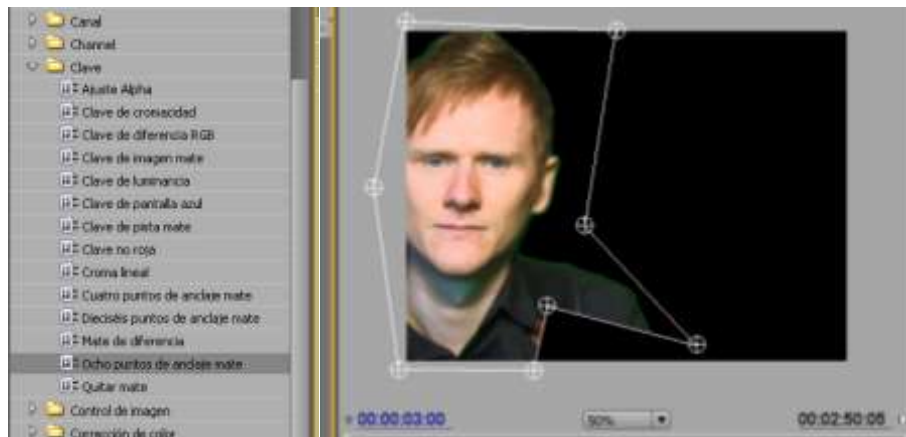 Canal
Channel
Clave
Ajuste Alpha
Clave de cromacidad
Clave de diferencia RGB
Clave de imagen mate
Clave de luminancia
Clave de pantalla azul
Clave de pista mate
Clave no roja
Croma lineal
Cuatro puntos de anclaje mate
Dieciséis puntos de anclaje mate
Mate de diferencia
Ocho puntos de anclaje mate
Quitar mate
Control de imagen
Corrección de color
00:00:03:00
50%
00:02:50:05